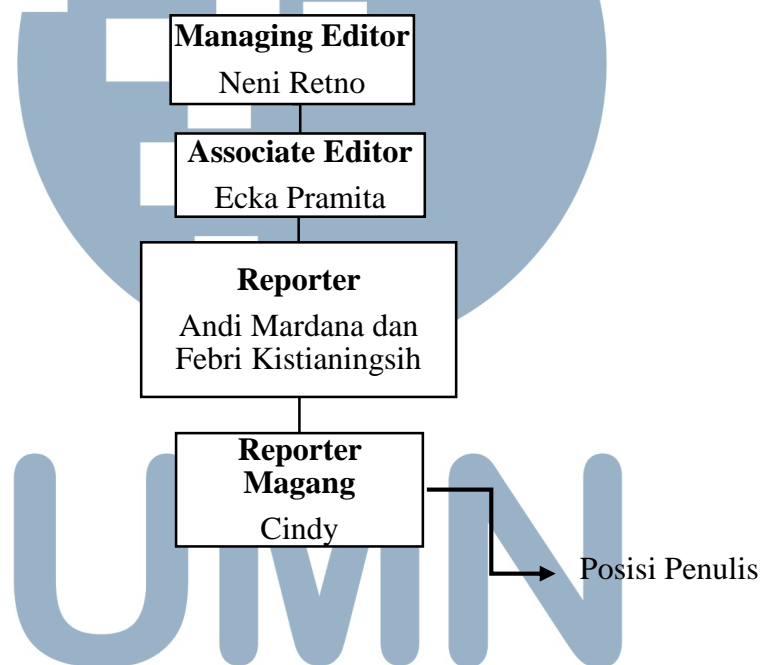 Managing Editor
Neni Retno
Associate Editor
Ecka Pramita
Reporter
Andi Mardana dan
Febri Kistianingsih
Reporter
Magang
Cindy
Posisi Penulis
UMN